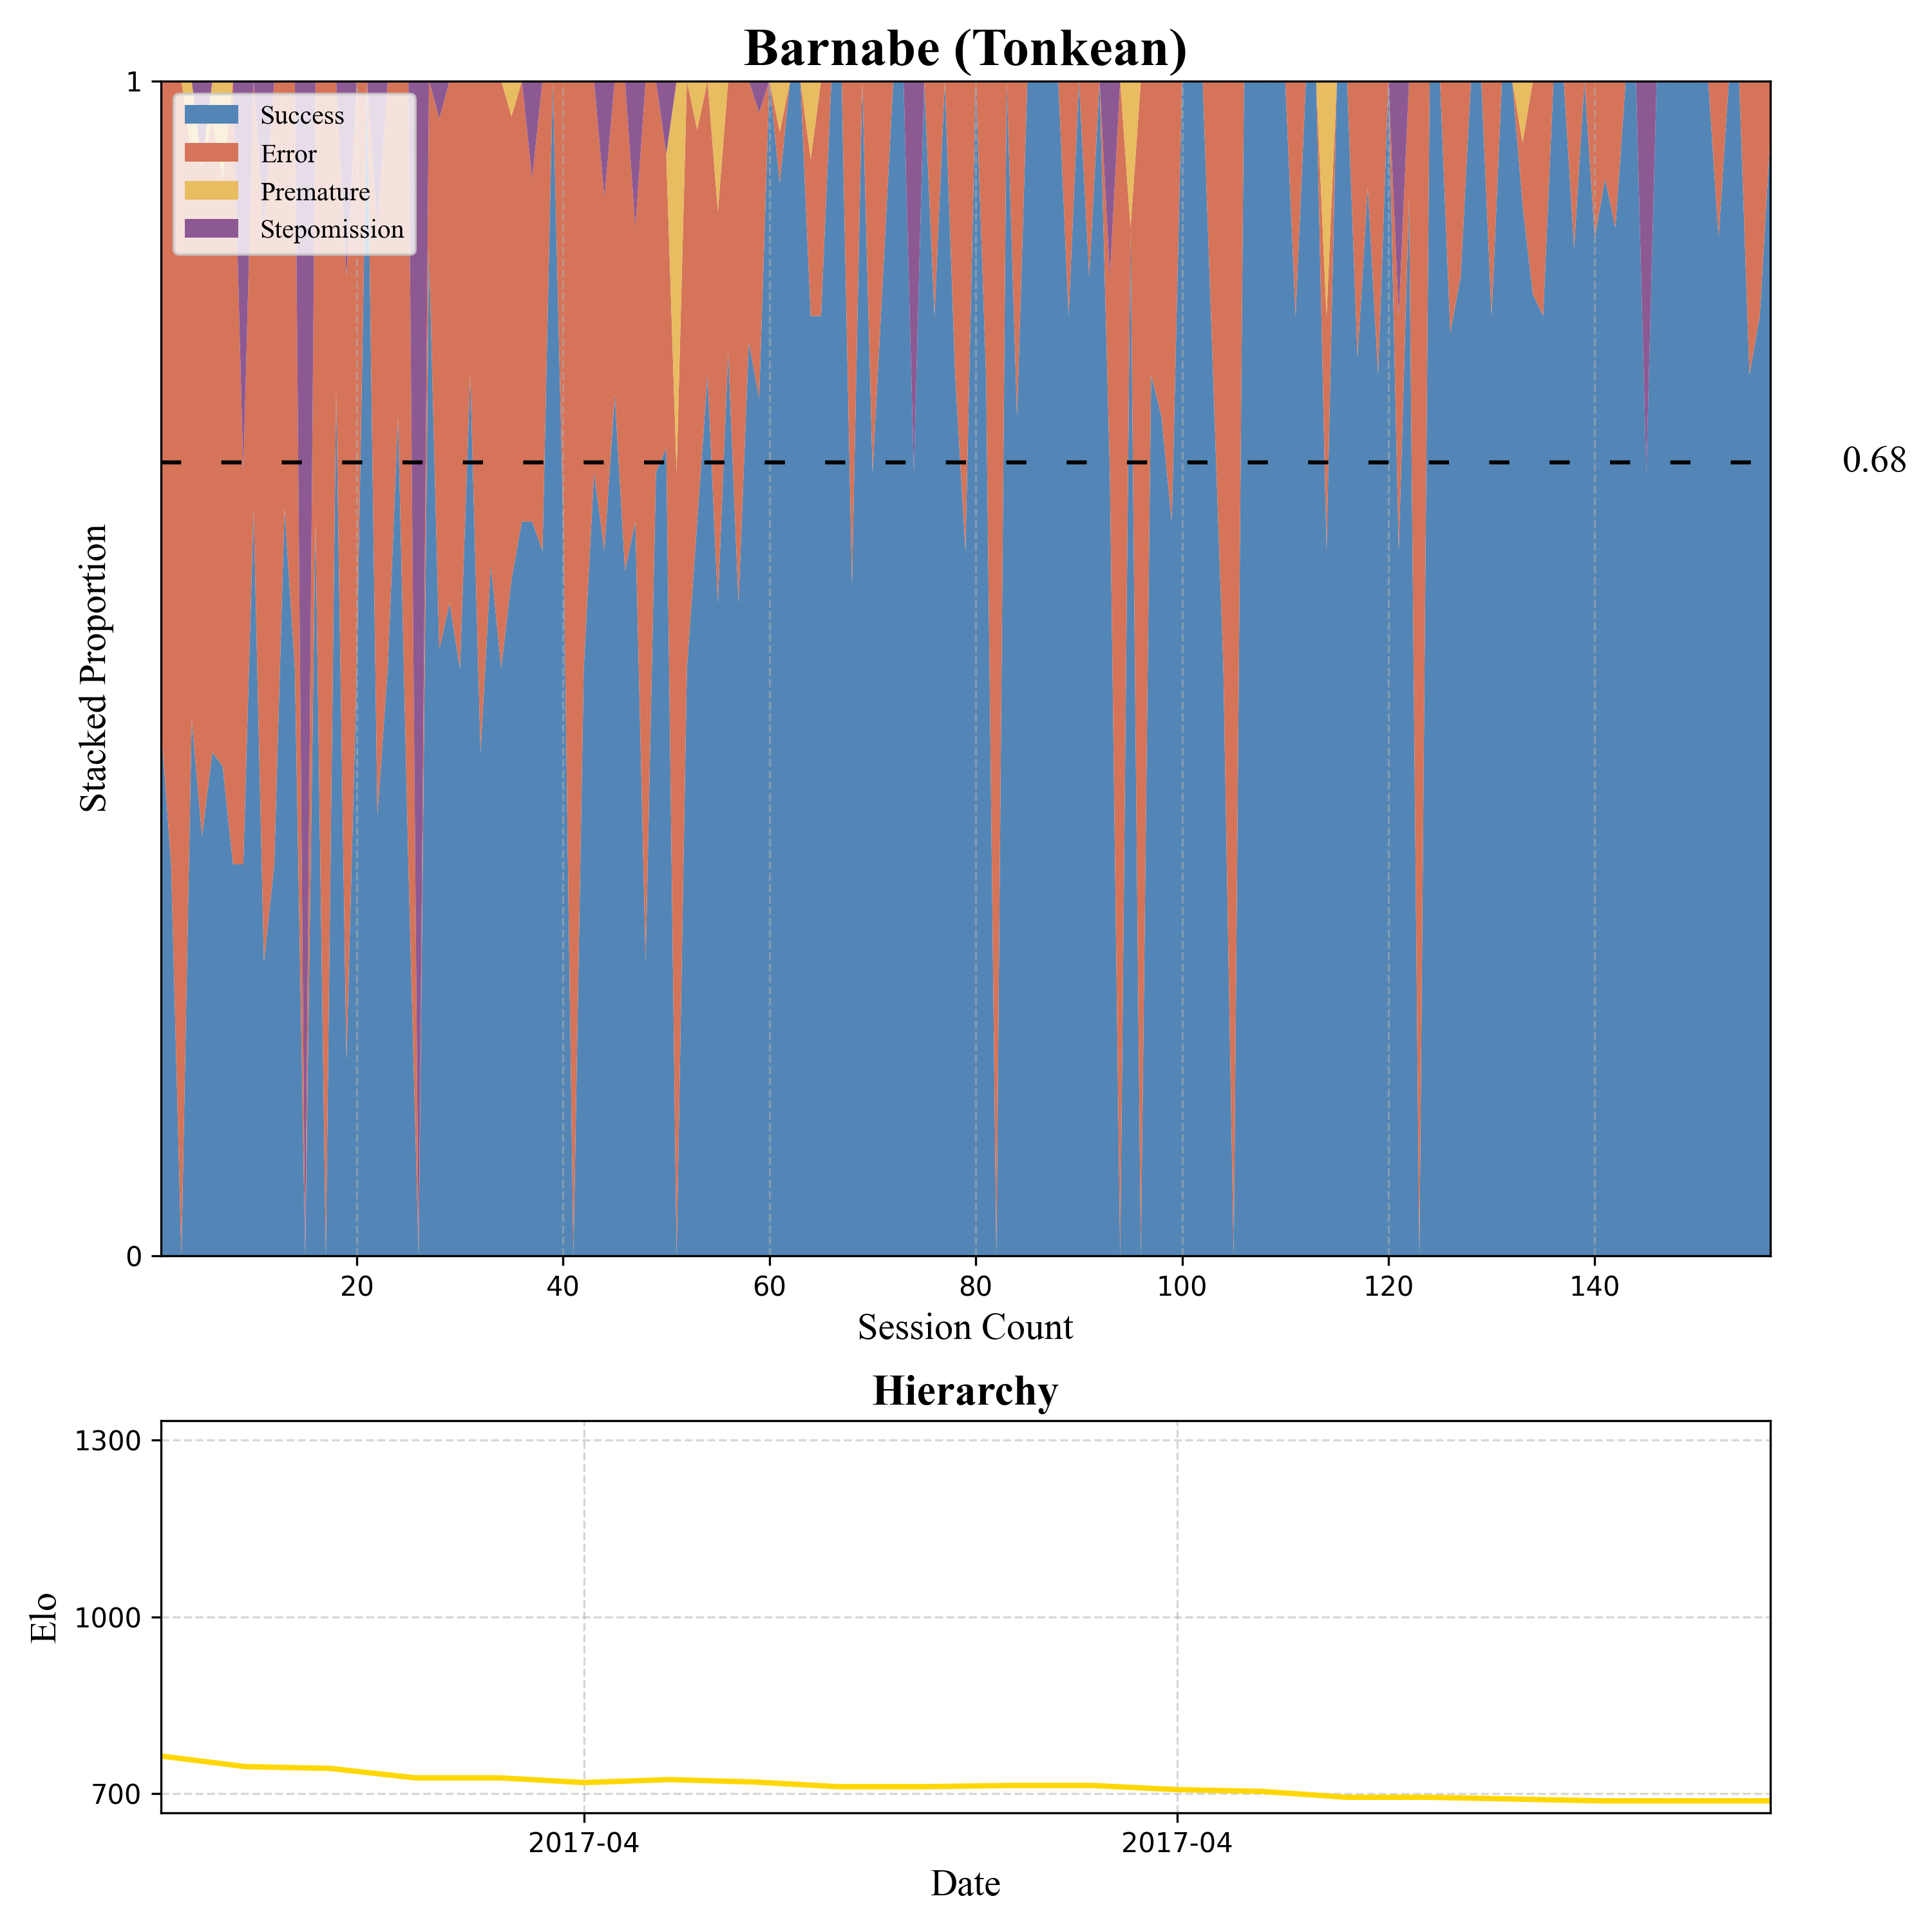 Barnabe (Tonkean)
1
Success
Error
Premature
Stepomission
0.68
Stacked Proportion
0
20 40 60 80 100 120 140
Session Count
Hierarchy
1300
1000
700
Elo
2017-04 2017-04
Date